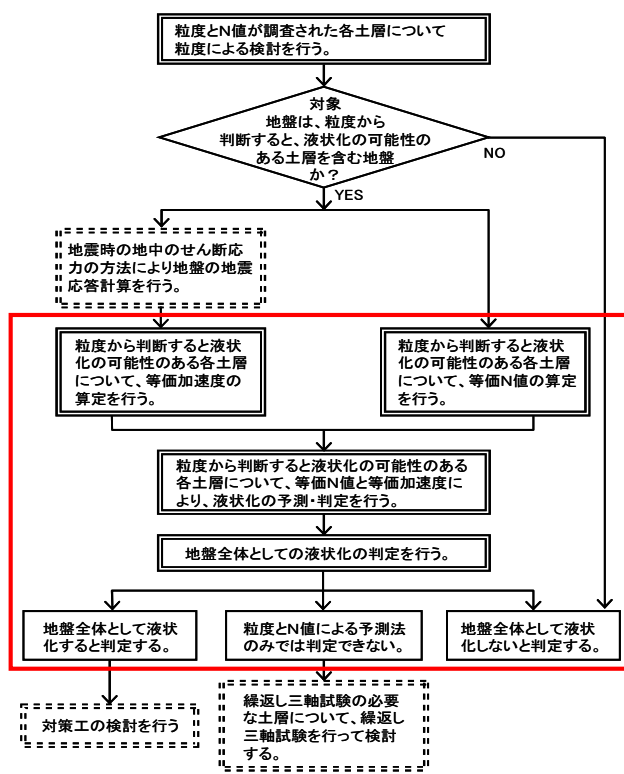 粒度とN値が調査された各土層について
粒度による検討を行う。
対象
地盤は、粒度から
判断すると、液状化の可能性の
ある土層を含む地盤
か？
NO
YES
地震時の地中のせん断応
力の方法により地盤の地震
応答計算を行う。
粒度から判断すると液状
化の可能性のある各土層
について、等価加速度の
算定を行う。
粒度から判断すると液状
化の可能性のある各土層
について、等価N値の算定
を行う。
粒度から判断すると液状化の可能性のある
各土層について、等価N値と等価加速度に
より、液状化の予測・判定を行う。
地盤全体としての液状化の判定を行う。
地盤全体として液状
化すると判定する。
粒度とN値による予測法
のみでは判定できない。
地盤全体として液状
化しないと判定する。
対策工の検討を行う
繰返し三軸試験の必要
な土層について、繰返し
三軸試験を行って検討
する。